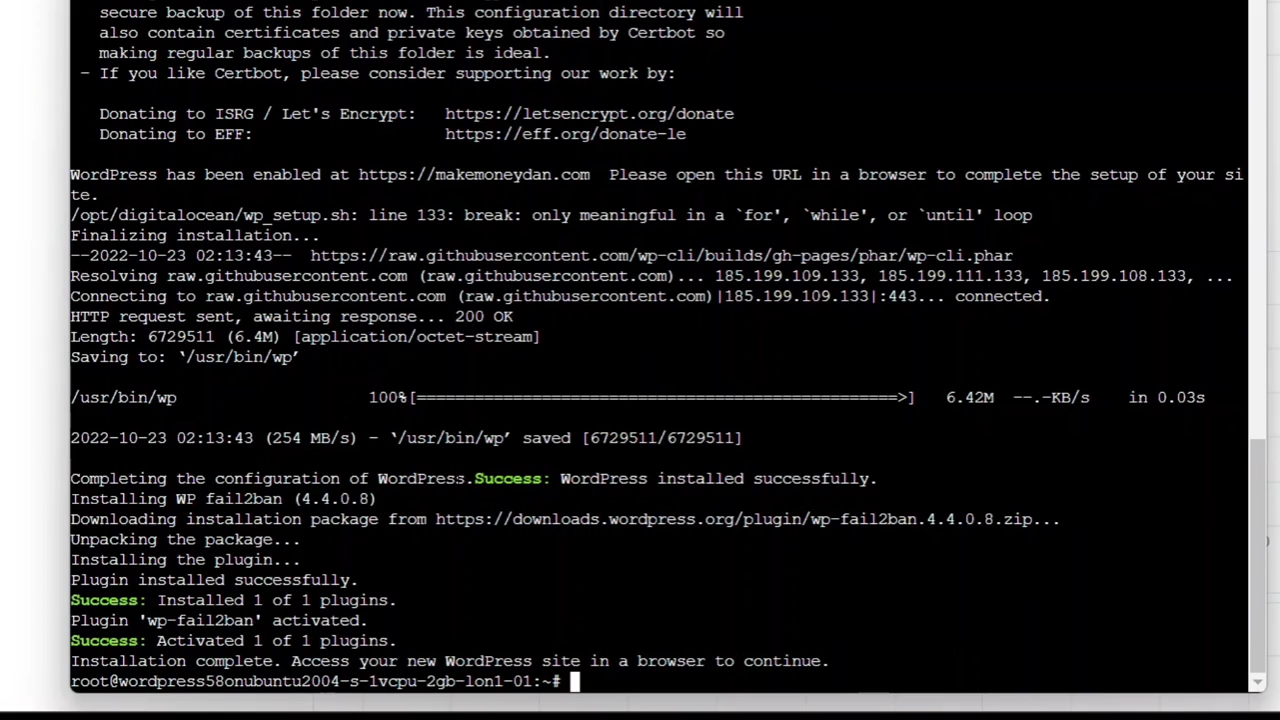 secure backup of this folder now. This configuration directory will
also contain certificates and private keys obtained by Certbot so
making regular backups of this folder is ideal.
- If you like Certbot, please consider supporting our work by:
Donating to ISRG / Let's Encrypt:   https://letsencrypt.org/donate
Donating to EFF:                    https://eff.org/donate-le
WordPress has been enabled at https://makemoneydan.com  Please open this URL in a browser to complete the setup of your si
te.
/opt/digitalocean/wp_setup.sh: line 133: break: only meaningful in a `for', `while', or `until' loop
Finalizing installation...
--2022-10-23 02:13:43--  https://raw.githubusercontent.com/wp-cli/builds/gh-pages/phar/wp-cli.phar
Resolving raw.githubusercontent.com (raw.githubusercontent.com)... 185.199.109.133, 185.199.111.133, 185.199.108.133, ...
Connecting to raw.githubusercontent.com (raw.githubusercontent.com)|185.199.109.133|:443... connected.
HTTP request sent, awaiting response... 200 OK
Length: 6729511 (6.4M) [application/octet-stream]
Saving to: ‘/usr/bin/wp’
/usr/bin/wp                    100%[==================================================>]   6.42M  --.-KB/s    in 0.03s
2022-10-23 02:13:43 (254 MB/s) - ‘/usr/bin/wp’ saved [6729511/6729511]
Completing the configuration of WordPress.Success: WordPress installed successfully.
Installing WP fail2ban (4.4.0.8)
Downloading installation package from https://downloads.wordpress.org/plugin/wp-fail2ban.4.4.0.8.zip...
Unpacking the package...
Installing the plugin...
Plugin installed successfully.
Success: Installed 1 of 1 plugins.
Plugin 'wp-fail2ban' activated.
Success: Activated 1 of 1 plugins.
Installation complete. Access your new WordPress site in a browser to continue.
root@wordpress58onubuntu2004-s-1vcpu-2gb-lon1-01:~#